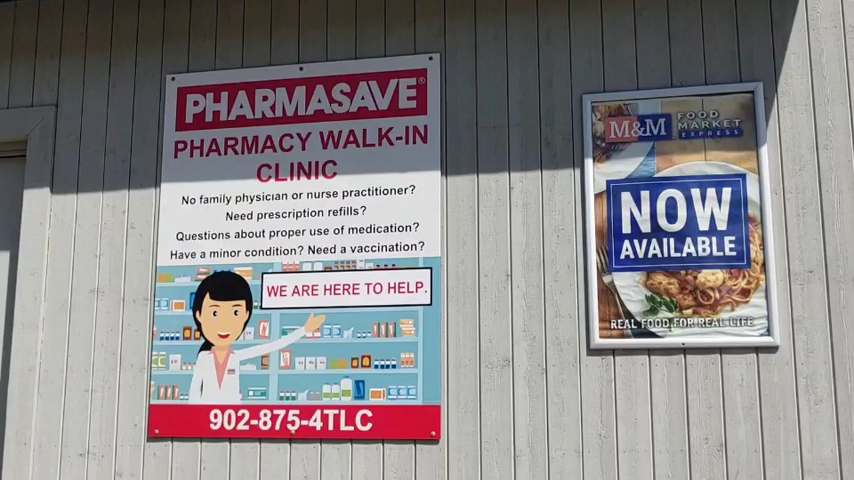 PHARMASAVE®
PHARMACY WALK-IN
CLINIC
No family physician or nurse practitioner?
Need prescription refills?
Questions about proper use of medication?
Have a minor condition? Need a vaccination?
WE ARE HERE TO HELP.
902-875-4TLC
M&M FOOD
MARKET
EXPRESS
NOW
AVAILABLE
REAL FOOD FOR REAL LIFE